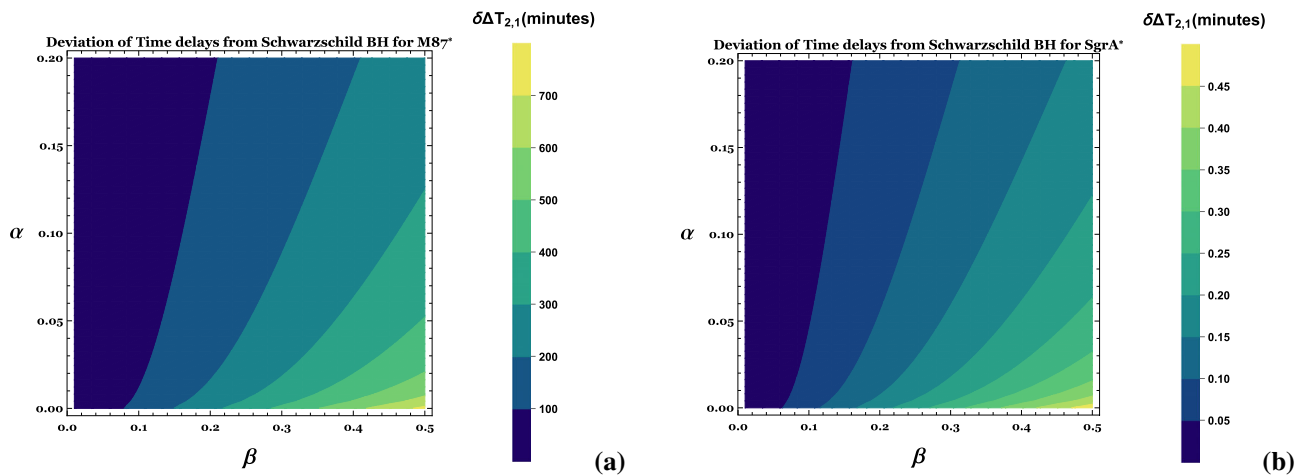 δΔT2,1(minutes)
Deviation of Time delays from Schwarzschild BH for M87*
0.20
0.15
α
0.10
0.05
0.00
0.0 0.1 0.2 0.3 0.4 0.5
β
700
600
500
400
300
200
100
(a)
δΔT2,1(minutes)
Deviation of Time delays from Schwarzschild BH for SgrA*
0.20
0.15
α
0.10
0.05
0.00
0.0 0.1 0.2 0.3 0.4 0.5
β
0.45
0.40
0.35
0.30
0.25
0.20
0.15
0.10
0.05
(b)